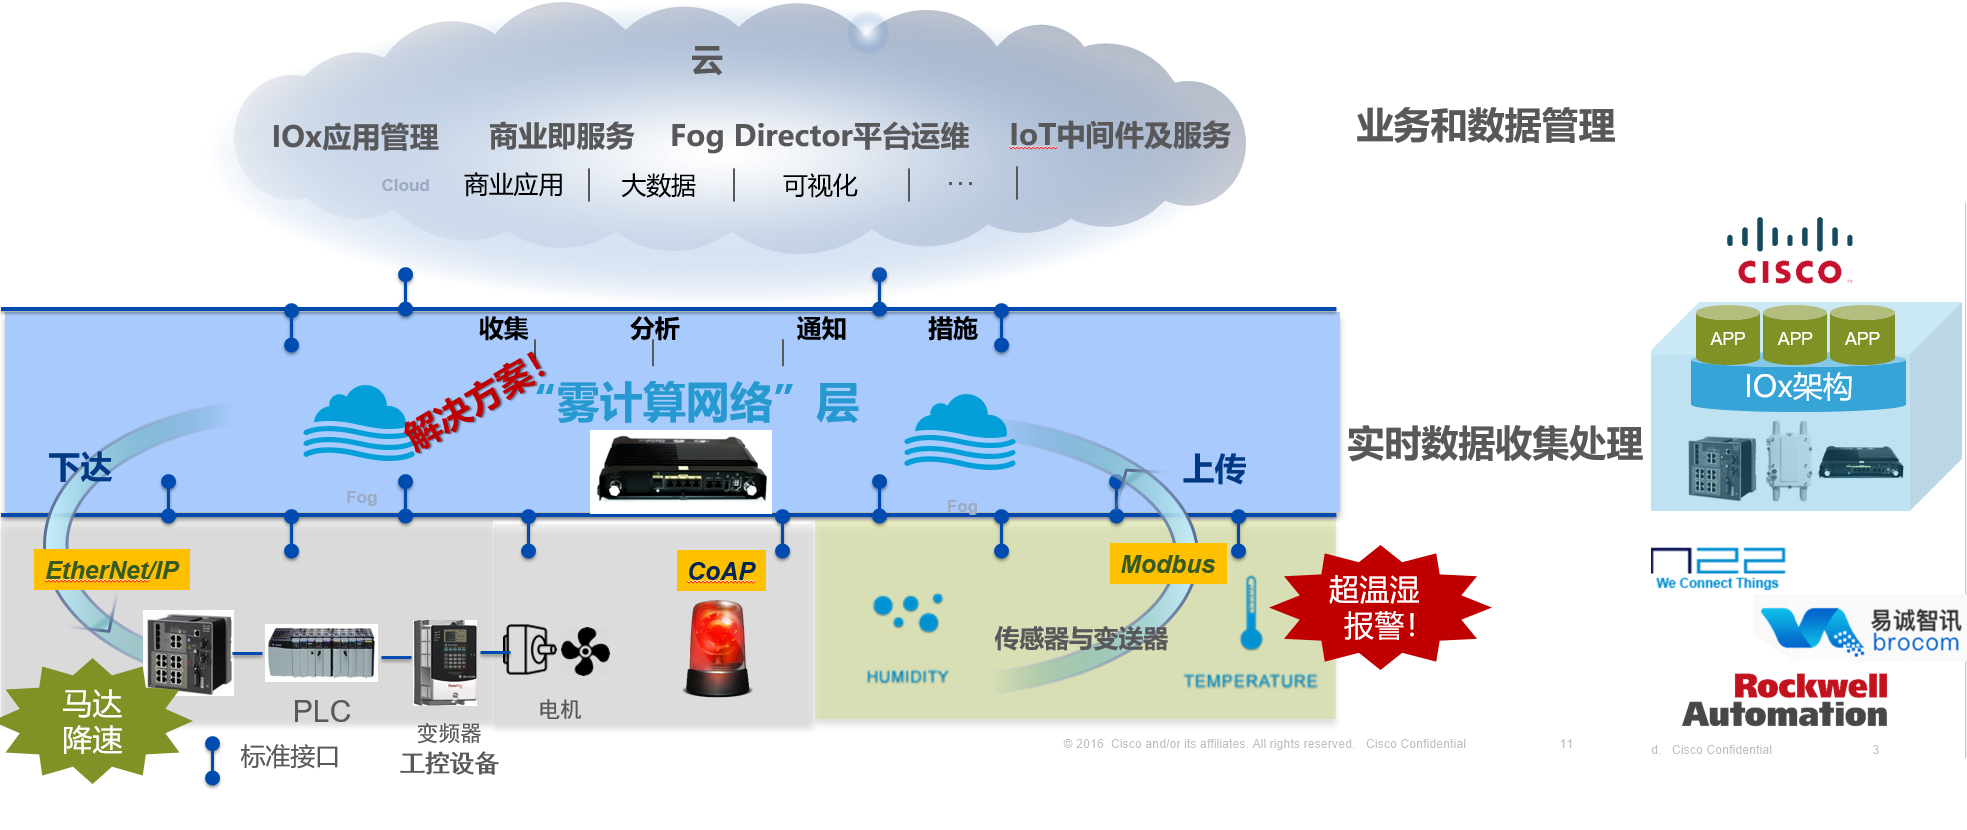 云
IOx应用管理
商业即服务
Fog Director平台运维
IoT中间件及服务
Cloud
商业应用
大数据
可视化
...
业务和数据管理
CISCO
TM
收集
分析
通知
措施
解决方案!
“雾计算网络”层
下达
上传
Fog
Fog
实时数据收集处理
APP
APP
APP
IOx架构
EtherNet/IP
CoAP
Modbus
n22
We Connect Things
超温湿
报警!
易诚智讯
brocom
传感器与变送器
HUMIDITY
TEMPERATURE
Rockwell
Automation
马达
降速
PLC
变频器
电机
工控设备
标准接口
© 2016 Cisco and/or its affiliates. All rights reserved. Cisco Confidential
11
d. Cisco Confidential
3